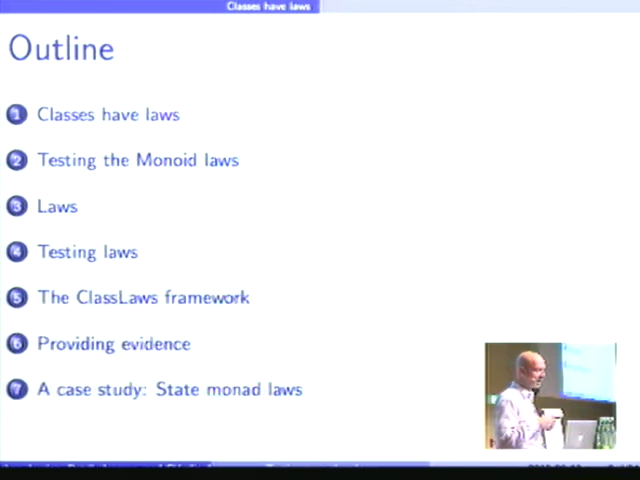 Classes have laws
Outline
1 Classes have laws
2 Testing the Monoid laws
3 Laws
4 Testing laws
5 The ClassLaws framework
6 Providing evidence
7 A case study: State monad laws